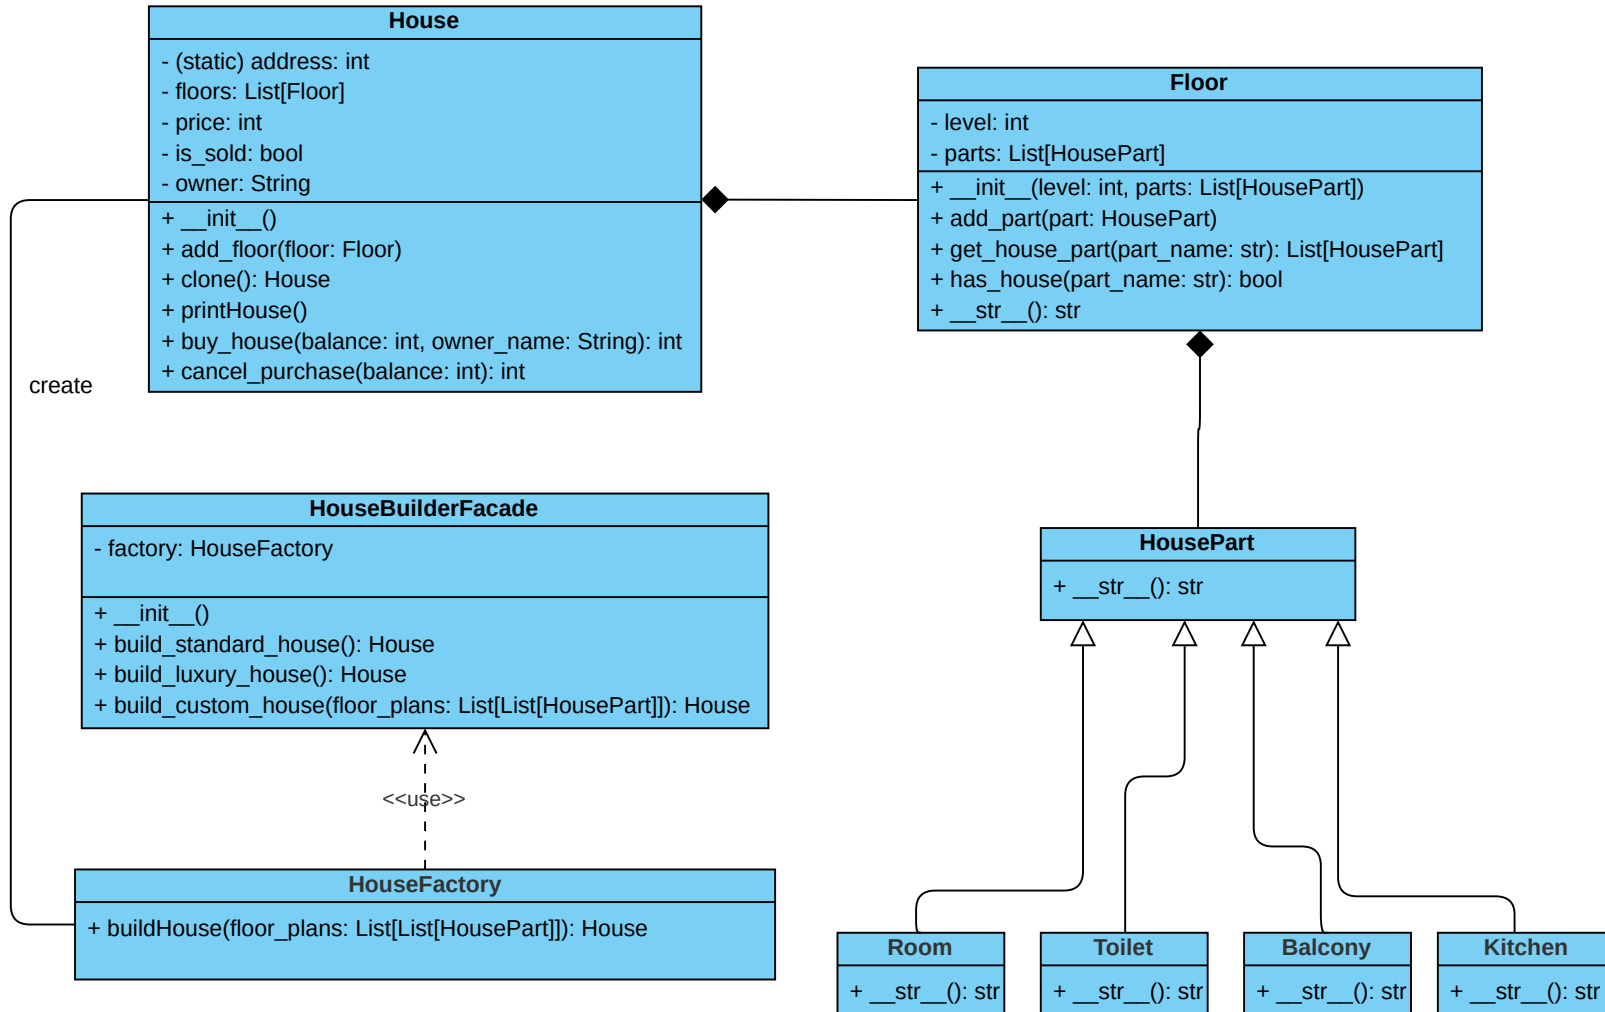 House
- (static) address: int
- floors: List[Floor]
- price: int
- is_sold: bool
- owner: String
+ __init__()
+ add_floor(floor: Floor)
+ clone(): House
+ printHouse()
+ buy_house(balance: int, owner_name: String): int
+ cancel_purchase(balance: int): int
Floor
- level: int
- parts: List[HousePart]
+ __init__(level: int, parts: List[HousePart])
+ add_part(part: HousePart)
+ get_house_part(part_name: str): List[HousePart]
+ has_house(part_name: str): bool
+ __str__(): str
create
HouseBuilderFacade
- factory: HouseFactory
+ __init__()
+ build_standard_house(): House
+ build_luxury_house(): House
+ build_custom_house(floor_plans: List[List[HousePart]]): House
HousePart
+ __str__(): str
<<use>>
HouseFactory
+ buildHouse(floor_plans: List[List[HousePart]]): House
Room
+ __str__(): str
Toilet
+ __str__(): str
Balcony
+ __str__(): str
Kitchen
+ __str__(): str